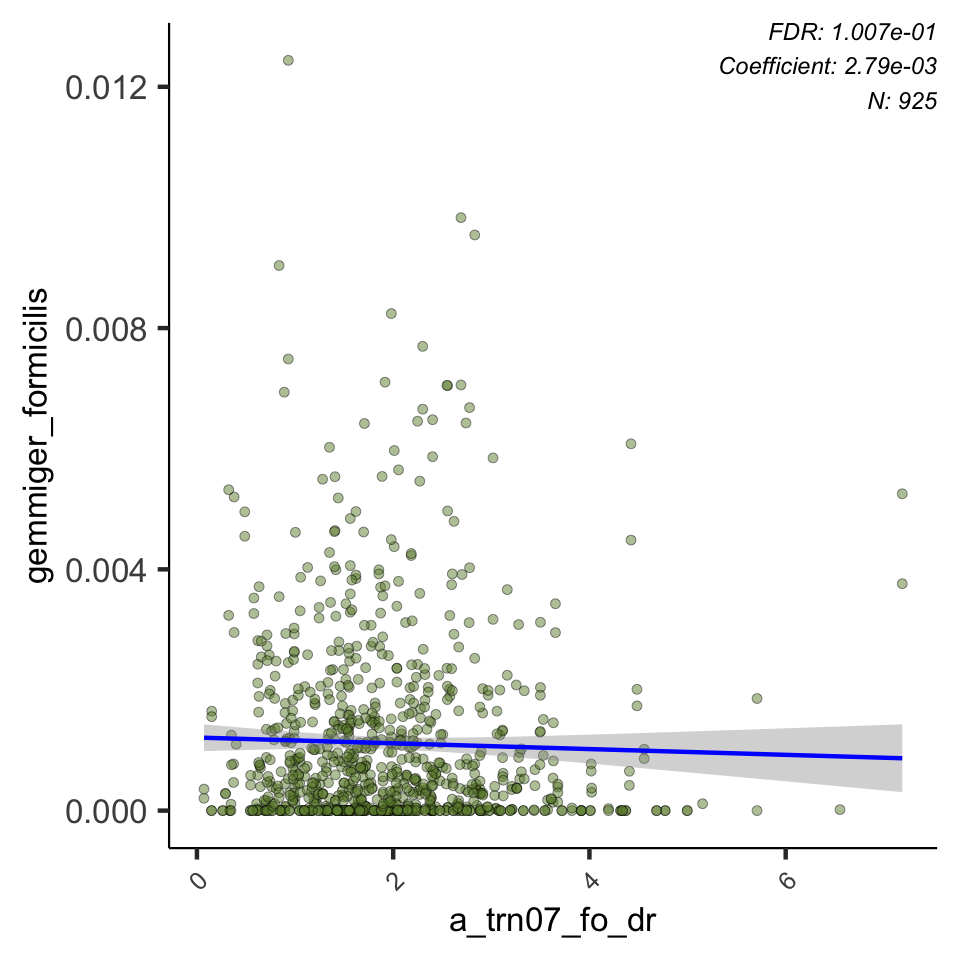 FDR: 1.007e-01
Coefficient: 2.79e-03
N: 925
gemmiger_formicilis
0.012
0.008
0.004
0.000
0
2
4
6
a_trn07_fo_dr